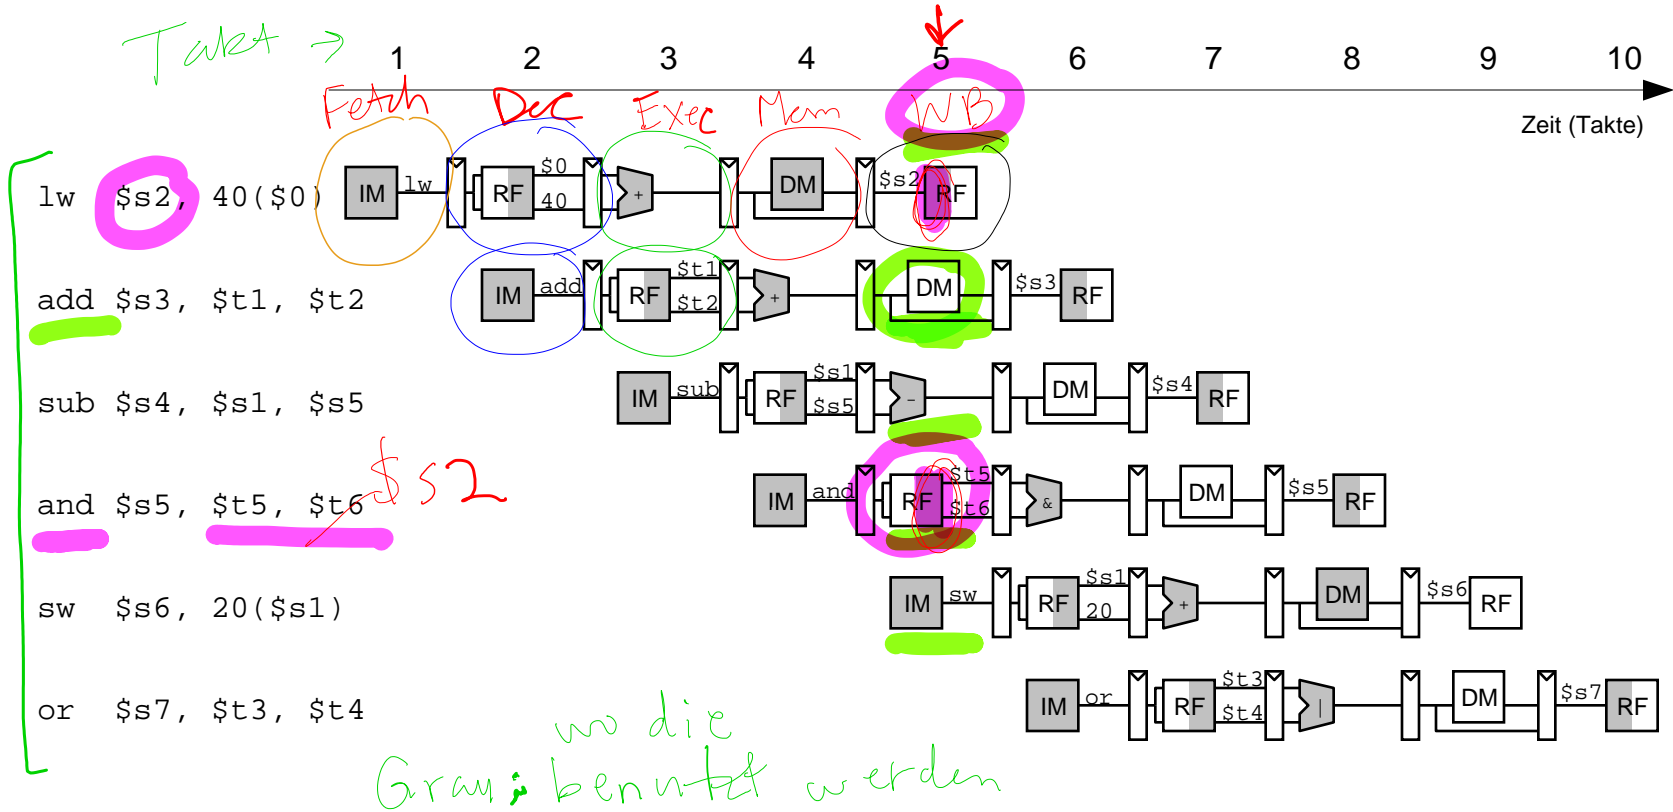 Takt →
1 2 3 4 5 6 7 8 9 10
Fetch Dec Exec Mem WB
Zeit (Takte)
lw $s2, 40($0) IM lw RF $0 40 + DM $s2 RF
add $s3, $t1, $t2 IM add RF $t1 $t2 + DM $s3 RF
sub $s4, $s1, $s5 IM sub RF $s1 $s5 - DM $s4 RF
$s2
and $s5, $t5, $t6 IM and RF $t5 $t6 & DM $s5 RF
sw $s6, 20($s1) IM sw RF $s1 20 + DM $s6 RF
or $s7, $t3, $t4 IM or RF $t3 $t4 | DM $s7 RF
wo die
Grau: benutzt werden